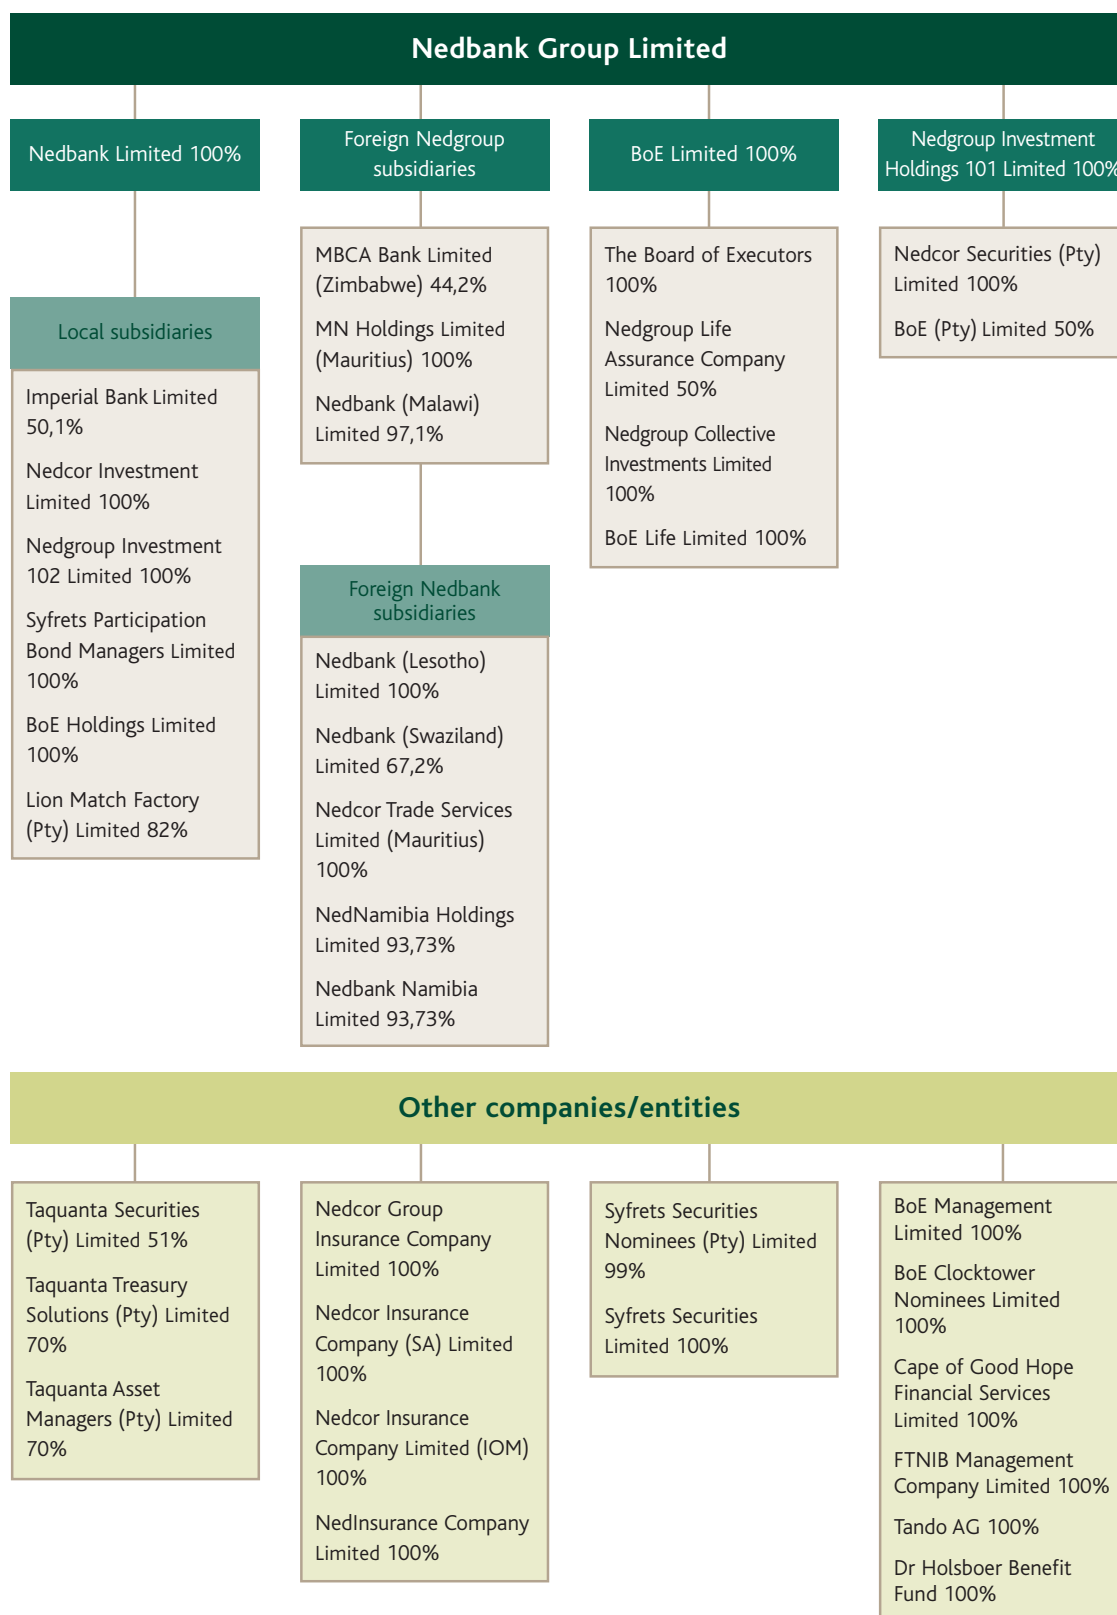 Nedbank Group Limited
Nedbank Limited 100%
Foreign Nedgroup
subsidiaries
BoE Limited 100%
Nedgroup Investment
Holdings 101 Limited 100%
Local subsidiaries
Imperial Bank Limited
50,1%
Nedcor Investment
Limited 100%
Nedgroup Investment
102 Limited 100%
Syfrets Participation
Bond Managers Limited
100%
BoE Holdings Limited
100%
Lion Match Factory
(Pty) Limited 82%
MBCA Bank Limited
(Zimbabwe) 44,2%
MN Holdings Limited
(Mauritius) 100%
Nedbank (Malawi)
Limited 97,1%
Foreign Nedbank
subsidiaries
Nedbank (Lesotho)
Limited 100%
Nedbank (Swaziland)
Limited 67,2%
Nedcor Trade Services
Limited (Mauritius)
100%
NedNamibia Holdings
Limited 93,73%
Nedbank Namibia
Limited 93,73%
The Board of Executors
100%
Nedgroup Life
Assurance Company
Limited 50%
Nedgroup Collective
Investments Limited
100%
BoE Life Limited 100%
Nedcor Securities (Pty)
Limited 100%
BoE (Pty) Limited 50%
Other companies/entities
Taquanta Securities
(Pty) Limited 51%
Taquanta Treasury
Solutions (Pty) Limited
70%
Taquanta Asset
Managers (Pty) Limited
70%
Nedcor Group
Insurance Company
Limited 100%
Nedcor Insurance
Company (SA) Limited
100%
Nedcor Insurance
Company Limited (IOM)
100%
NedInsurance Company
Limited 100%
Syfrets Securities
Nominees (Pty) Limited
99%
Syfrets Securities
Limited 100%
BoE Management
Limited 100%
BoE Clocktower
Nominees Limited
100%
Cape of Good Hope
Financial Services
Limited 100%
FTNIB Management
Company Limited 100%
Tando AG 100%
Dr Holsboer Benefit
Fund 100%